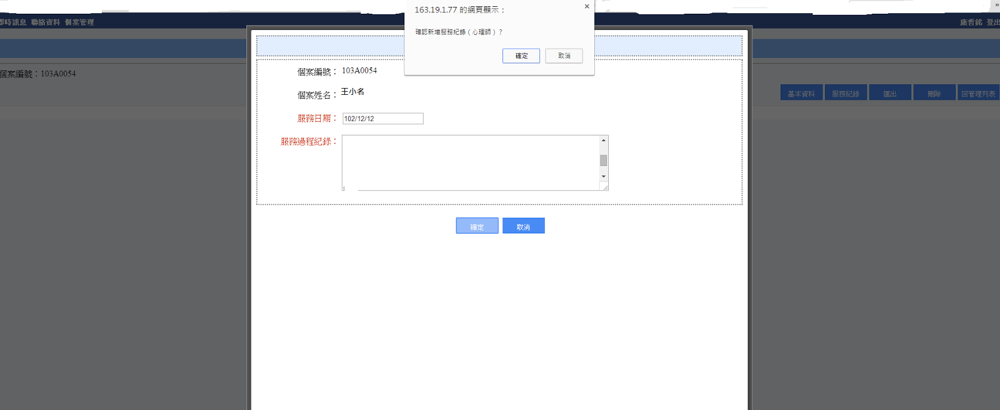 163.19.1.77 的網頁顯示：
確認新增服務紀錄（心理師）？
確定 取消
即時訊息 聯絡資料 個案管理
康哲銘 登出
個案編號：103A0054
基本資料 服務紀錄 匯出 刪除 回管理列表
個案編號： 103A0054
個案姓名： 王小名
服務日期： 102/12/12
服務過程紀錄：
確定 取消